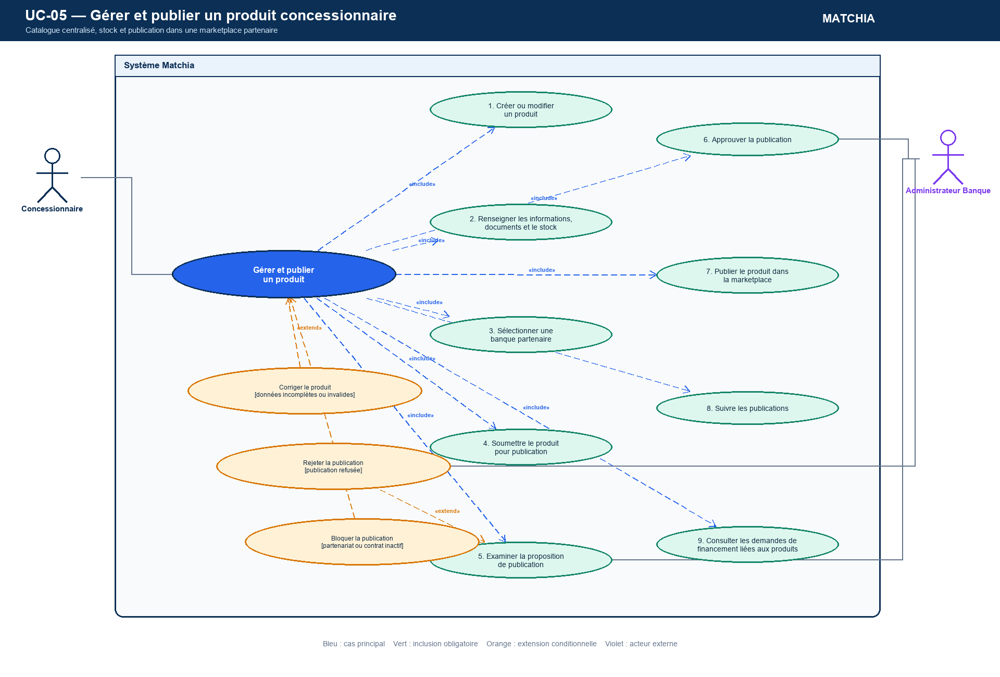 UC-05 — Gérer et publier un produit concessionnaire
Catalogue centralisé, stock et publication dans une marketplace partenaire
MATCHIA
Système Matchia
1. Créer ou modifier
un produit
6. Approuver la publication
«include»
Concessionnaire
Administrateur Banque
«include»
2. Renseigner les informations,
documents et le stock
«include»
Gérer et publier
un produit
«include»
7. Publier le produit dans
la marketplace
«include»
«extend»
3. Sélectionner une
banque partenaire
«include»
Corriger le produit
[données incomplètes ou invalides]
«include»
«include»
8. Suivre les publications
4. Soumettre le produit
pour publication
Rejeter la publication
[publication refusée]
«extend»
Bloquer la publication
[partenariat ou contrat inactif]
5. Examiner la proposition
de publication
9. Consulter les demandes de
financement liées aux produits
Bleu : cas principal Vert : inclusion obligatoire Orange : extension conditionnelle Violet : acteur externe